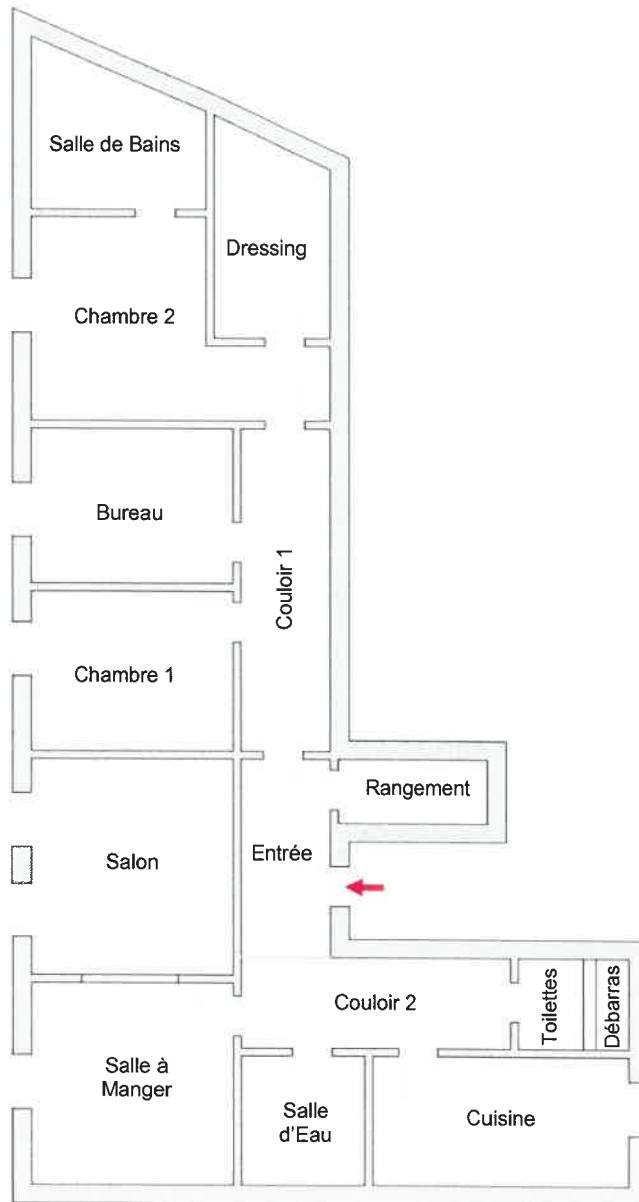 Salle de Bains
Dressing
Chambre 2
Bureau
Couloir 1
Chambre 1
Rangement
Salon
Entrée
Couloir 2
Toilettes
Débarras
Salle à
Manger
Salle
d'Eau
Cuisine